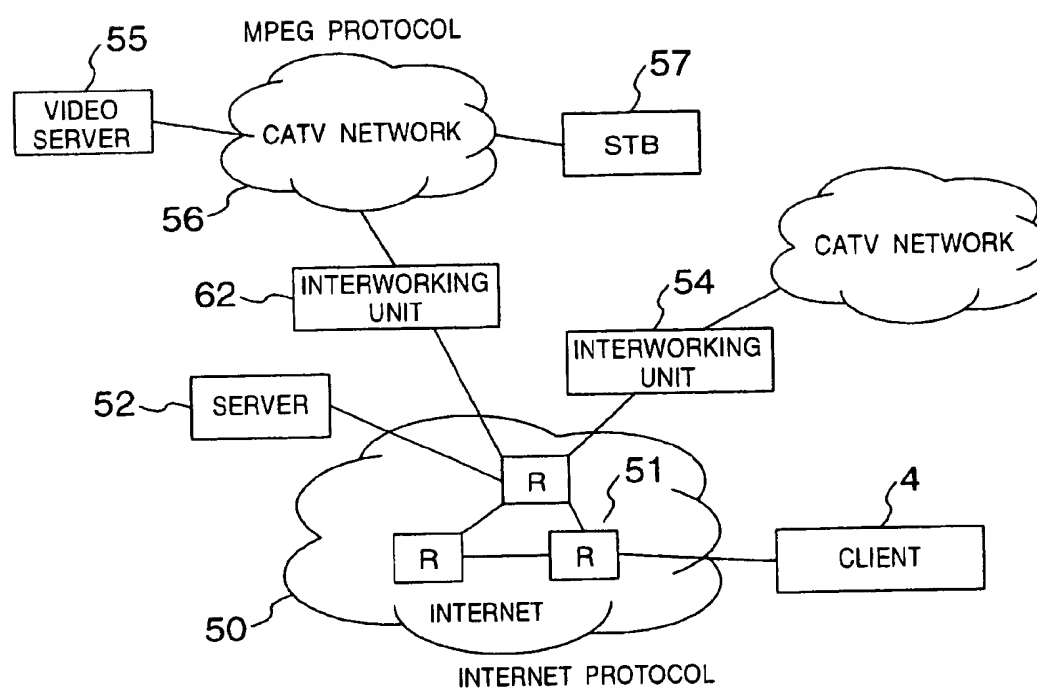 MPEG PROTOCOL
55
VIDEO
SERVER
CATV NETWORK
57
STB
56
CATV NETWORK
62
INTERWORKING
UNIT
54
INTERWORKING
UNIT
52
SERVER
R
51
R
R
4
CLIENT
INTERNET
50
INTERNET PROTOCOL